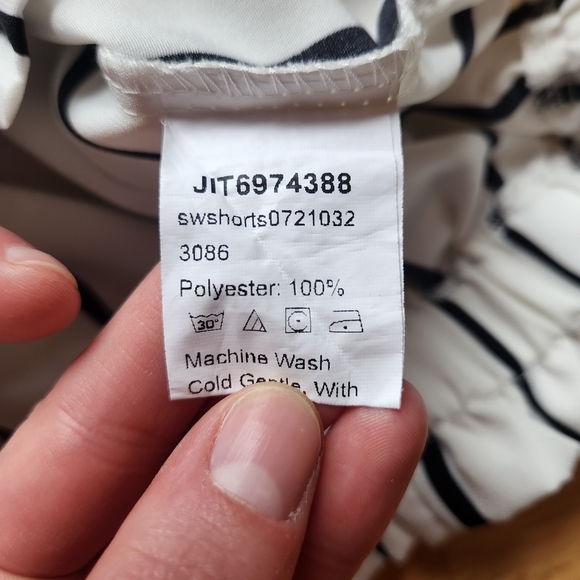 JIT6974388
swshorts0721032
3086
Polyester: 100%
30°
Machine Wash
Cold Gentle, With